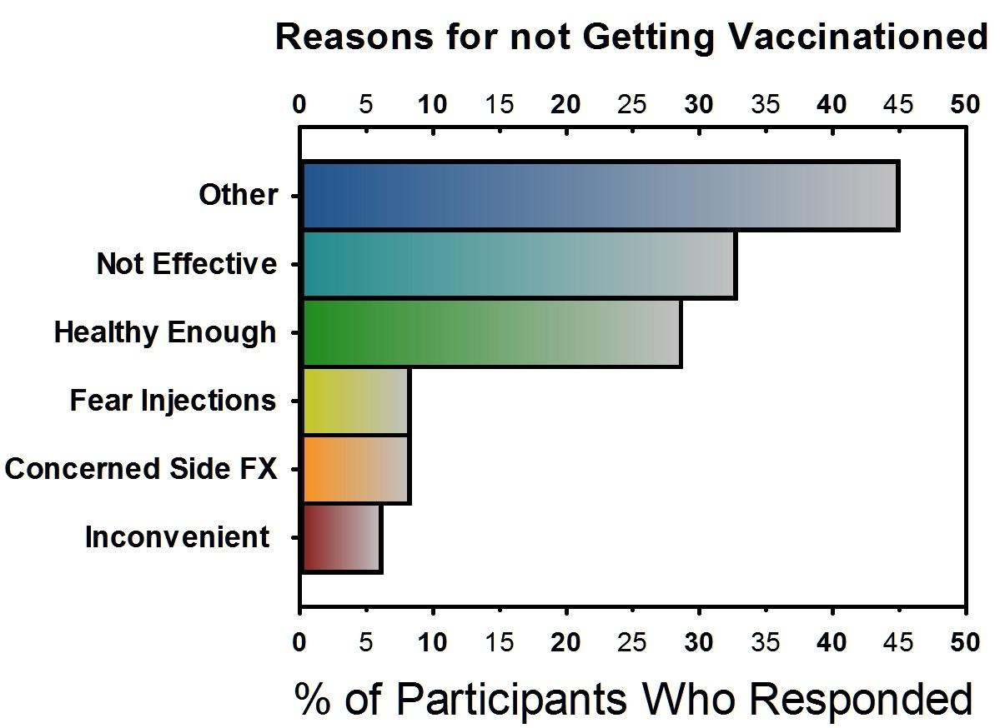 Reasons for not Getting Vaccinationed
0 5 10 15 20 25 30 35 40 45 50
Other
Not Effective
Healthy Enough
Fear Injections
Concerned Side FX
Inconvenient
0 5 10 15 20 25 30 35 40 45 50
% of Participants Who Responded